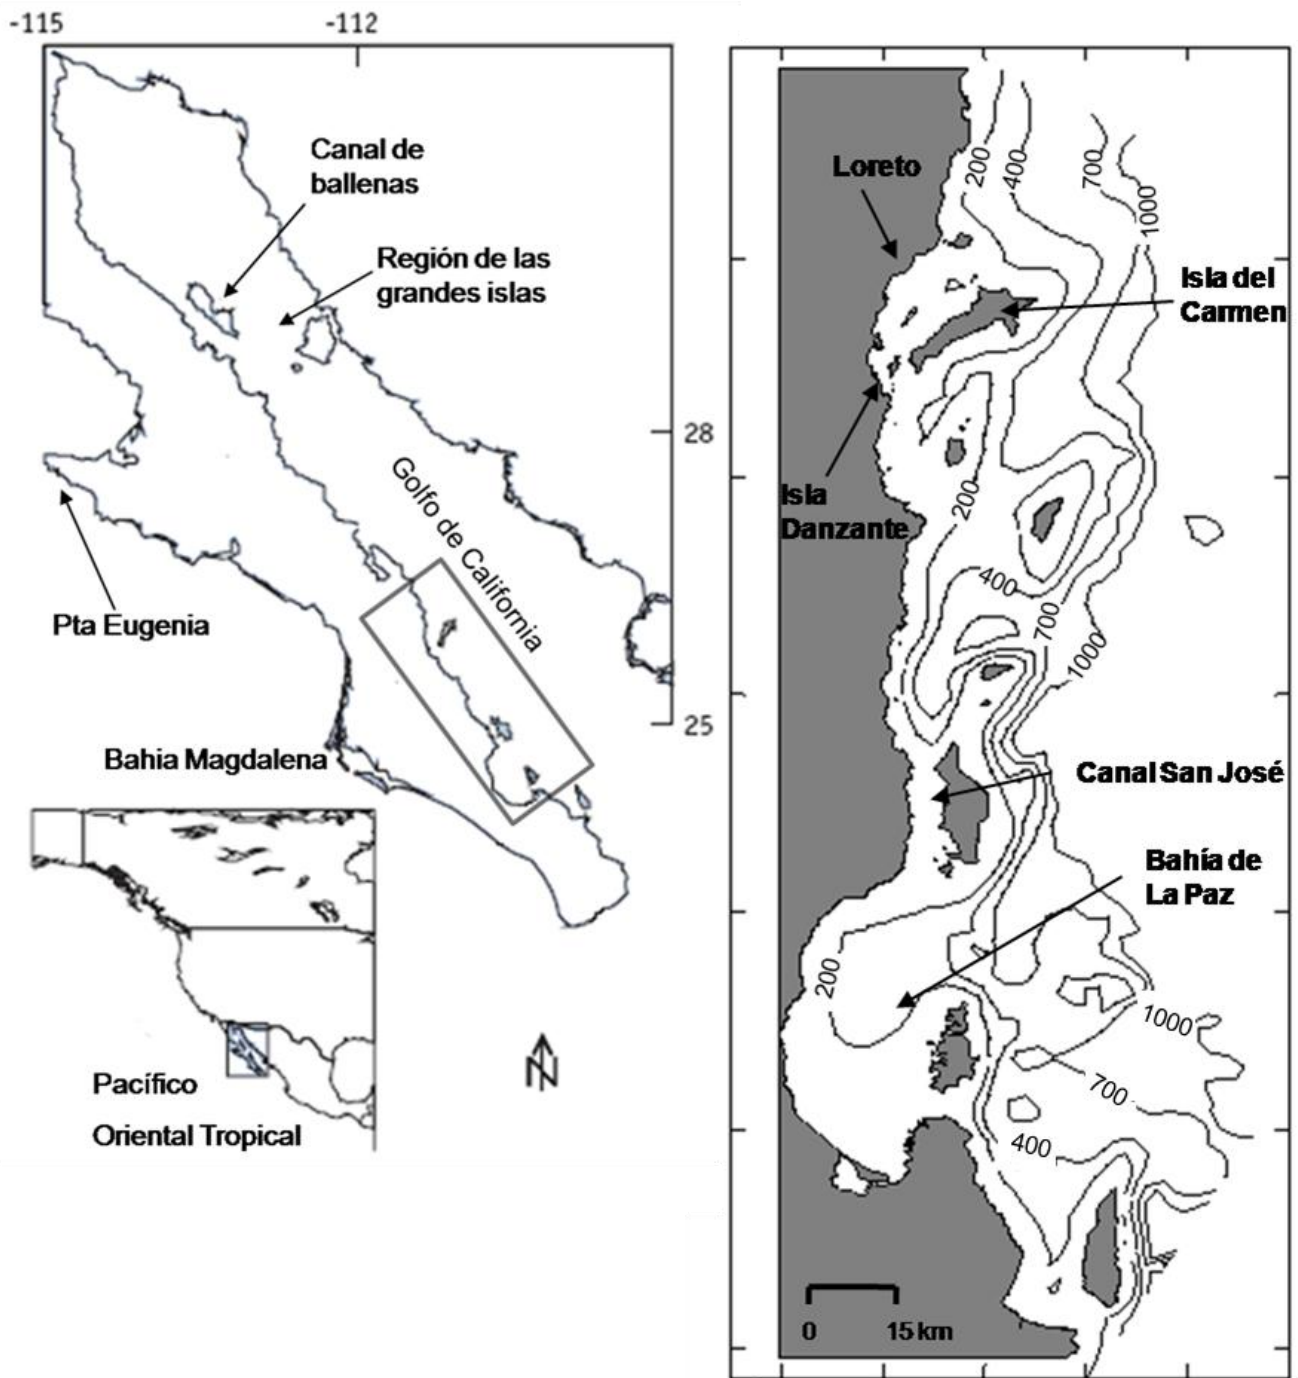 -115
-112
Canal de
ballenas
Región de las
grandes islas
28
Golfo de California
Pta Eugenia
25
Bahia Magdalena
Pacífico
Oriental Tropical
N
Loreto
200
400
700
1000
Isla del
Carmen
Isla
Danzante
200
400
700
1000
Canal San José
Bahía de
La Paz
200
1000
700
400
0
15 km